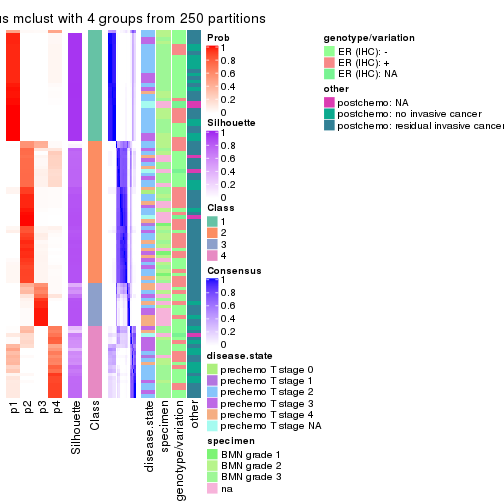 us mclust with 4 groups from 250 partitions
Prob
1
0.8
0.6
0.4
0.2
0
Silhouette
1
0.8
0.6
0.4
0.2
0
Class
1
2
3
4
Consensus
1
0.8
0.6
0.4
0.2
0
disease.state
prechemo T stage 0
prechemo T stage 1
prechemo T stage 2
prechemo T stage 3
prechemo T stage 4
prechemo T stage NA
specimen
BMN grade 1
BMN grade 2
BMN grade 3
na
genotype/variation
ER (IHC): -
ER (IHC): +
ER (IHC): NA
other
postchemo: NA
postchemo: no invasive cancer
postchemo: residual invasive cancer
p1
p2
p3
p4
Silhouette
Class
disease.state
specimen
genotype/variation
other